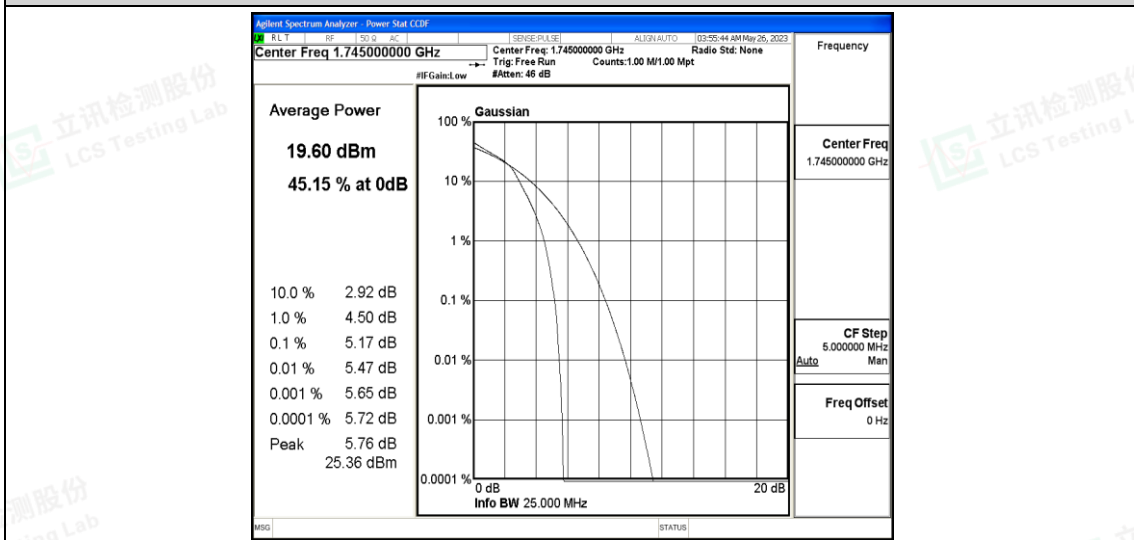 Agilent Spectrum Analyzer - Power Stat CCDF
LXI RL T RF 50 Ω AC SENSE:PULSE ALIGNAUTO 03:55:44 AM May 26, 2023
Center Freq 1.745000000 GHz
Center Freq: 1.745000000 GHz Radio Std: None
Trig: Free Run Counts:1.00 M/1.00 Mpt
#IFGain:Low #Atten: 46 dB
Frequency
Average Power
19.60 dBm
45.15 % at 0dB
10.0 % 2.92 dB
1.0 % 4.50 dB
0.1 % 5.17 dB
0.01 % 5.47 dB
0.001 % 5.65 dB
0.0001 % 5.72 dB
Peak 5.76 dB
25.36 dBm
Gaussian
100 %
10 %
1 %
0.1 %
0.01 %
0.001 %
0.0001 %
0 dB 20 dB
Info BW 25.000 MHz
Center Freq
1.745000000 GHz
CF Step
5.000000 MHz
Auto Man
Freq Offset
0 Hz
MSG STATUS
立讯检测股份
LCS Testing Lab
立讯检测股份
LCS Testing L
测股份
ng Lab
立